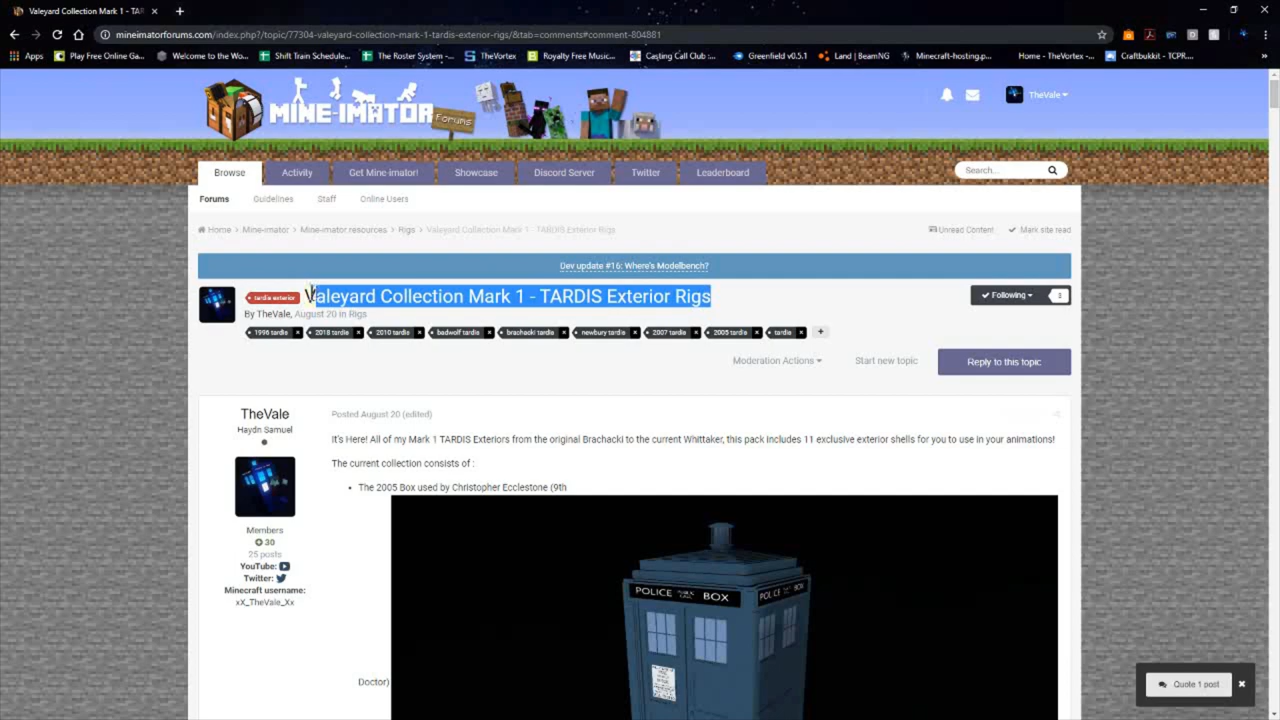 Valeyard Collection Mark 1 - TAR
mineimatorforums.com/index.php?/topic/77304-valeyard-collection-mark-1-tardis-exterior-rigs/&tab=comments#comment-804881
Apps Play Free Online Ga... Welcome to the Wo... Shift Train Schedule... The Roster System -... TheVortex Royalty Free Music... Casting Call Club :... Greenfield v0.5.1 Land | BeamNG Minecraft-hosting.p... Home - TheVortex -... Craftbukkit - TCPR...
MINE-IMATOR Forums
TheVale
Browse Activity Get Mine-imator! Showcase Discord Server Twitter Leaderboard
Search...
Forums Guidelines Staff Online Users
Home > Mine-imator > Mine-imator resources > Rigs > Valeyard Collection Mark 1 - TARDIS Exterior Rigs
Unread Content Mark site read
Dev update #16: Where's Modelbench?
tardis exterior Valeyard Collection Mark 1 - TARDIS Exterior Rigs
Following
By TheVale, August 20 in Rigs
1996 tardis 2018 tardis 2010 tardis badwolf tardis brachacki tardis newbury tardis 2007 tardis 2005 tardis tardis +
Moderation Actions Start new topic Reply to this topic
TheVale
Haydn Samuel
Members
30
25 posts
YouTube:
Twitter:
Minecraft username:
xX_TheVale_Xx
Posted August 20 (edited)
It's Here! All of my Mark 1 TARDIS Exteriors from the original Brachacki to the current Whittaker, this pack includes 11 exclusive exterior shells for you to use in your animations!
The current collection consists of :
The 2005 Box used by Christopher Ecclestone (9th
POLICE PUBLIC CALL BOX
POLICE BOX
Doctor)
Quote 1 post